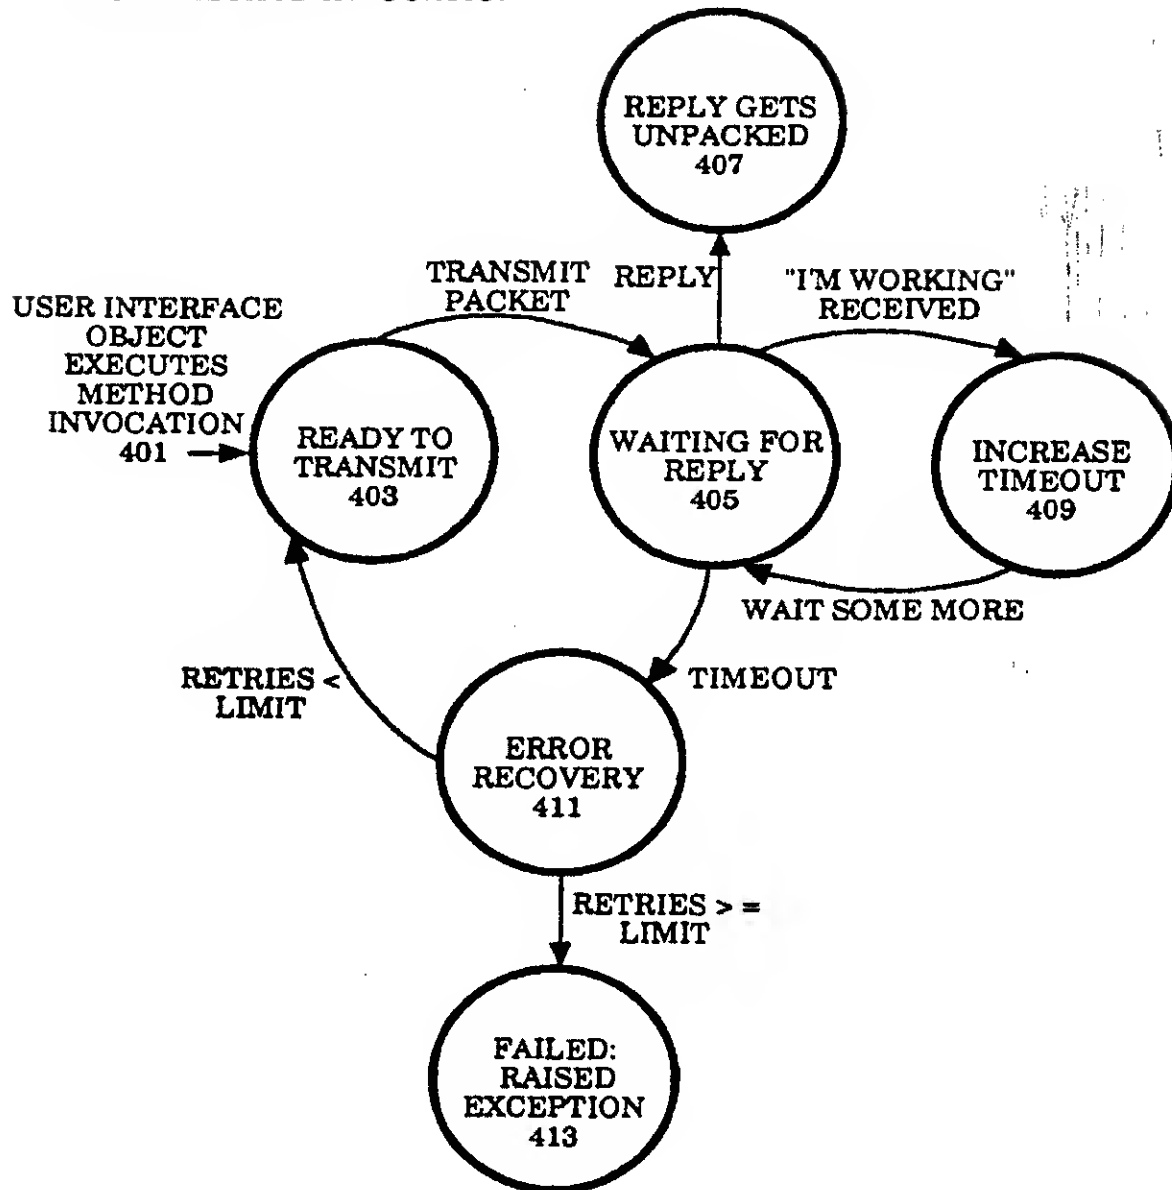 REPLY GETS
UNPACKED
407
TRANSMIT
PACKET
REPLY
"I'M WORKING"
RECEIVED
USER INTERFACE
OBJECT
EXECUTES
METHOD
INVOCATION
401
READY TO
TRANSMIT
403
WAITING FOR
REPLY
405
INCREASE
TIMEOUT
409
WAIT SOME MORE
RETRIES <
LIMIT
TIMEOUT
ERROR
RECOVERY
411
RETRIES > =
LIMIT
FAILED:
RAISED
EXCEPTION
413